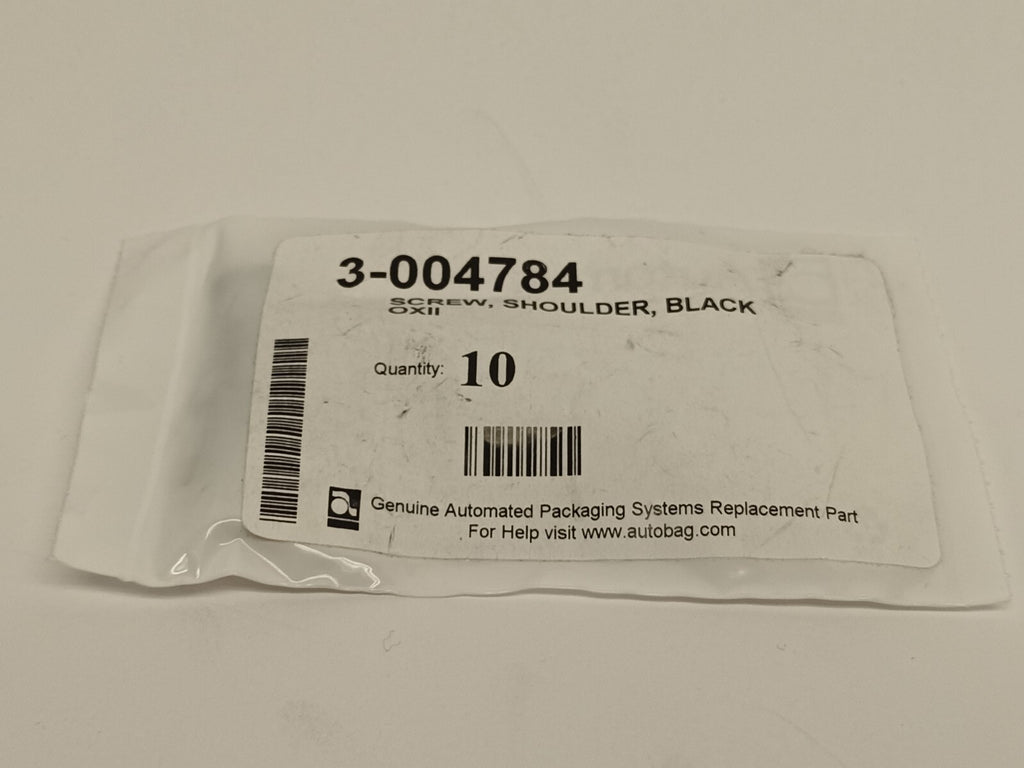 3-004784
SCREW, SHOULDER, BLACK
OXII
Quantity: 10
Genuine Automated Packaging Systems Replacement Part
For Help visit www.autobag.com